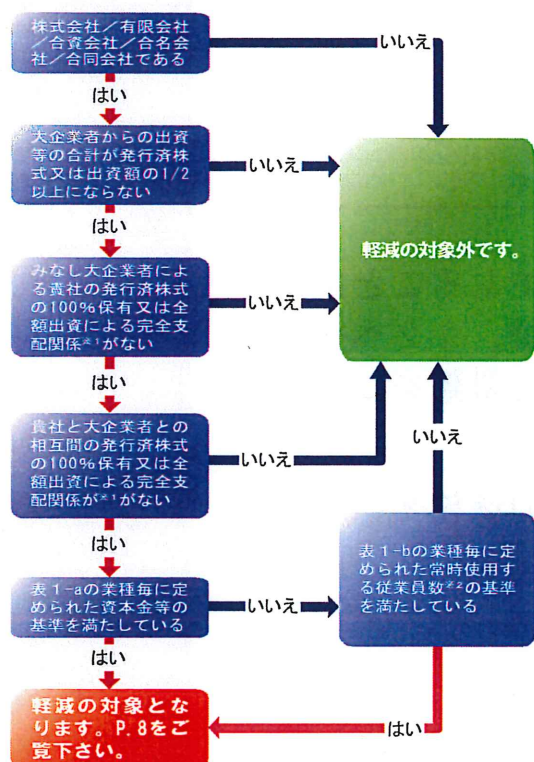 株式会社／有限会社
／合資会社／合名会
社／合同会社である
いいえ
はい
大企業者からの出資
等の合計が発行済株
式又は出資額の1/2
以上にならない
いいえ
軽減の対象外です。
はい
みなし大企業者によ
る貴社の発行済株式
の100％保有又は全
額出資による完全支
配関係※1がない
いいえ
はい
貴社と大企業者との
相互間の発行済株式
の100％保有又は全
額出資による完全支
配関係が※1がない
いいえ
いいえ
はい
表１-aの業種毎に定
められた資本金等の
基準を満たしている
いいえ
表１-bの業種毎に定
められた常時使用す
る従業員数※2の基準
を満たしている
はい
軽減の対象とな
ります。P.8をご
覧下さい。
はい